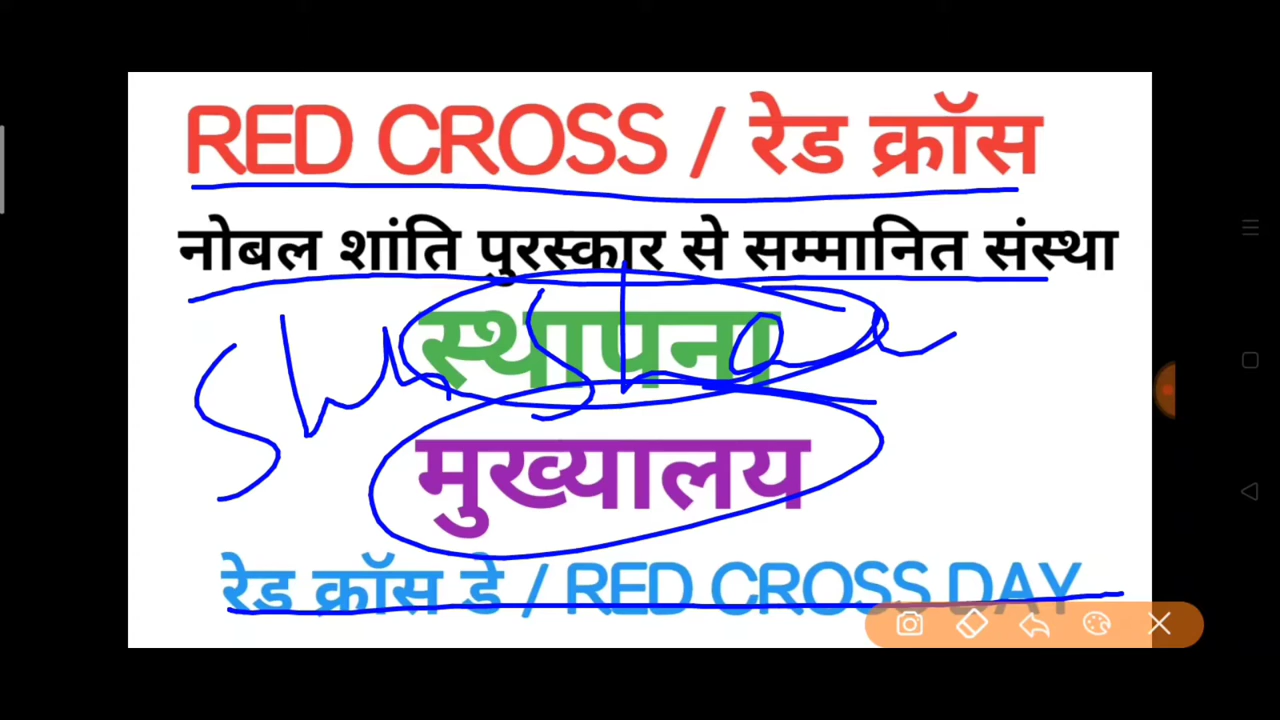 RED CROSS / रेड क्रॉस
नोबल शांति पुरस्कार से सम्मानित संस्था
स्थापना
मुख्यालय
रेड क्रॉस डे / RED CROSS DAY